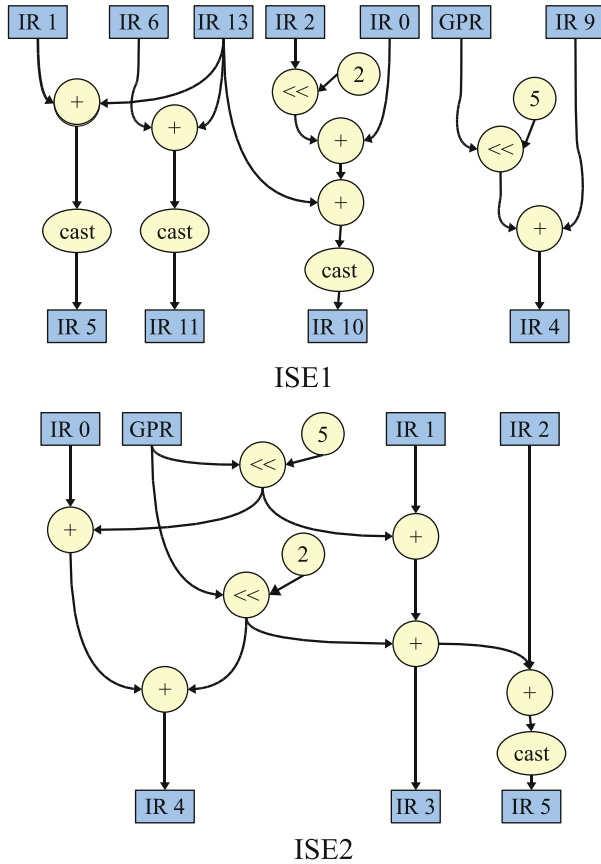 IR 1 IR 6 IR 13 IR 2 IR 0 GPR IR 9
2
<<
+
5
+
+
<<
+
+
cast cast
cast
IR 5 IR 11 IR 10 IR 4
ISE1
IR 0 GPR IR 1 IR 2
5
<<
+ +
2
<<
+
+ +
cast
IR 4 IR 3 IR 5
ISE2